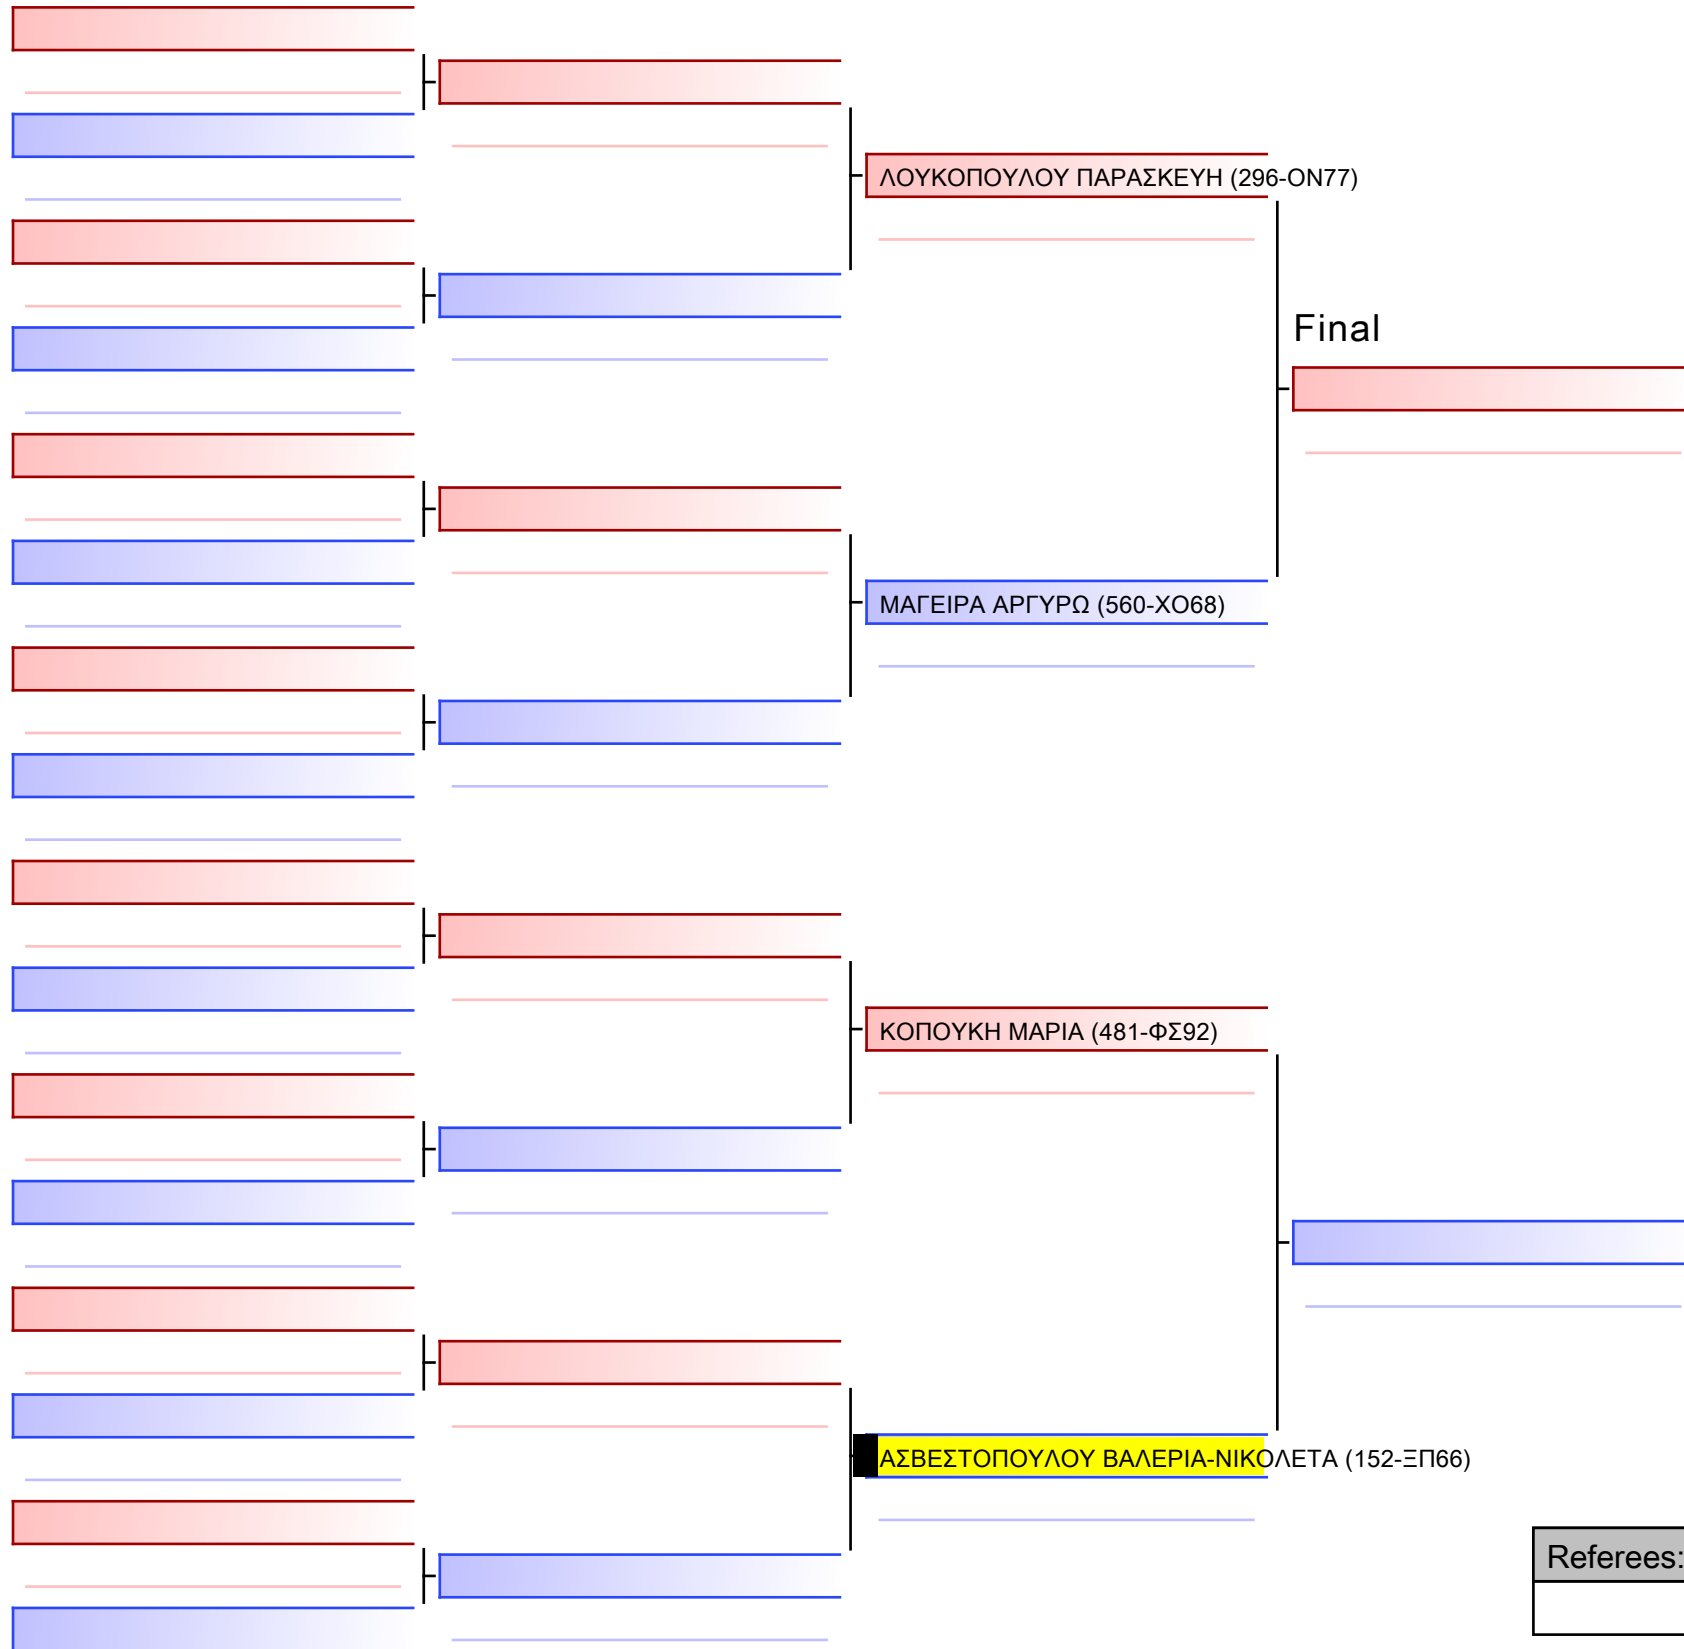 ΛΟΥΚΟΠΟΥΛΟΥ ΠΑΡΑΣΚΕΥΗ (296-ΟΝ77)
Final
ΜΑΓΕΙΡΑ ΑΡΓΥΡΩ (560-ΧΟ68)
ΚΟΠΟΥΚΗ ΜΑΡΙΑ (481-ΦΣ92)
ΑΣΒΕΣΤΟΠΟΥΛΟΥ ΒΑΛΕΡΙΑ-ΝΙΚΟΛΕΤΑ (152-ΞΠ66)
Referees: